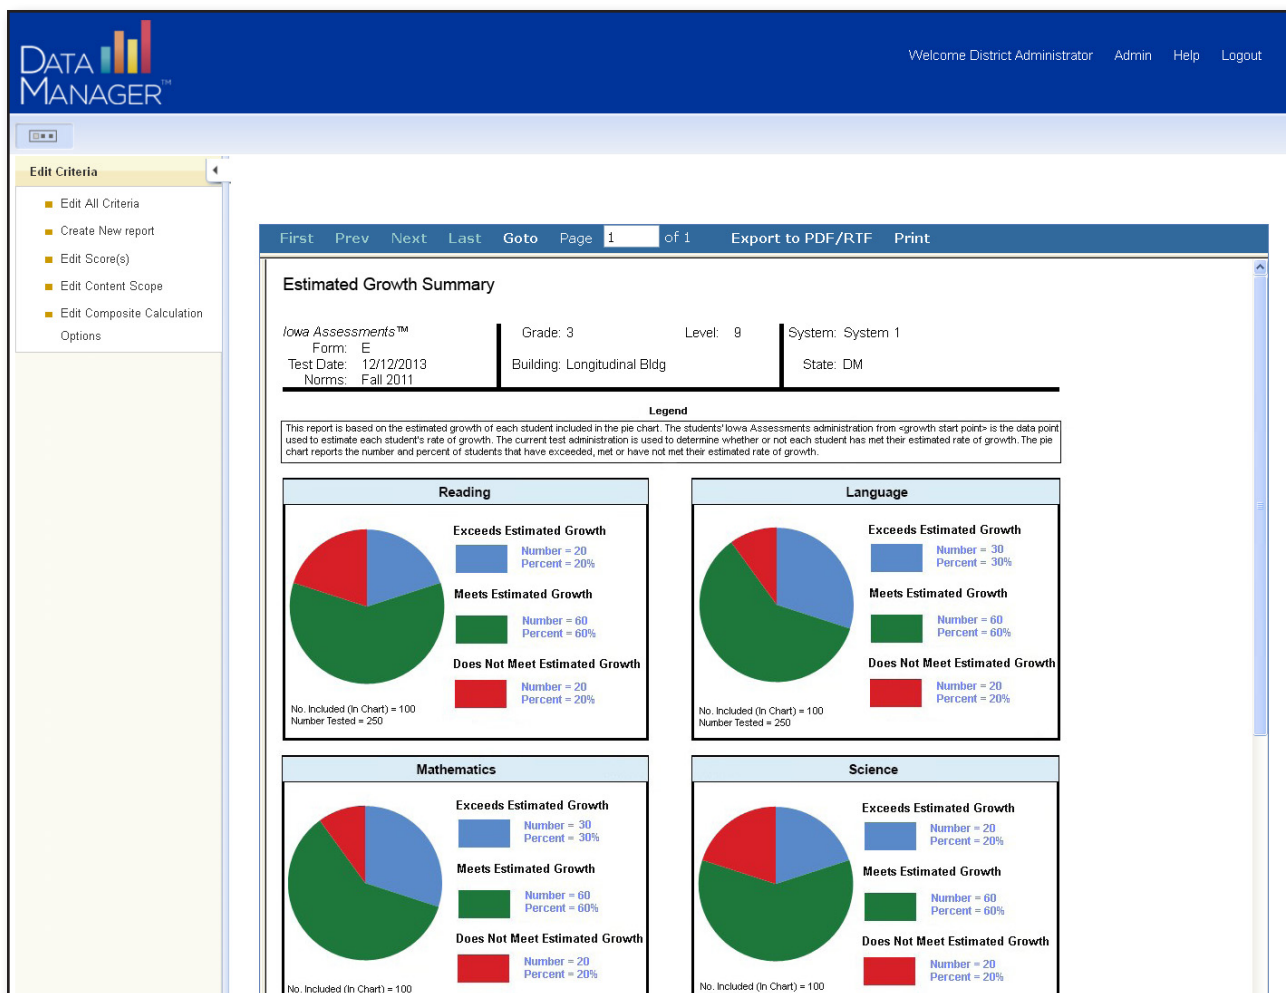 DATA
MANAGER™
Welcome District Administrator Admin Help Logout
Edit Criteria
Edit All Criteria
Create New report
Edit Score(s)
Edit Content Scope
Edit Composite Calculation
Options
First Prev Next Last Goto Page 1 of 1 Export to PDF/RTF Print
Estimated Growth Summary
Iowa Assessments™
Form: E
Test Date: 12/12/2013
Norms: Fall 2011
Grade: 3 Level: 9
Building: Longitudinal Bldg
System: System 1
State: DM
Legend
This report is based on the estimated growth of each student included in the pie chart. The students' Iowa Assessments administration from <growth start point> is the data point
used to estimate each student's rate of growth. The current test administration is used to determine whether or not each student has met their estimated rate of growth. The pie
chart reports the number and percent of students that have exceeded, met or have not met their estimated rate of growth.
Reading
Exceeds Estimated Growth
Number = 20
Percent = 20%
Meets Estimated Growth
Number = 60
Percent = 60%
Does Not Meet Estimated Growth
Number = 20
Percent = 20%
No. Included (In Chart) = 100
Number Tested = 250
Language
Exceeds Estimated Growth
Number = 30
Percent = 30%
Meets Estimated Growth
Number = 60
Percent = 60%
Does Not Meet Estimated Growth
Number = 20
Percent = 20%
No. Included (In Chart) = 100
Number Tested = 250
Mathematics
Exceeds Estimated Growth
Number = 30
Percent = 30%
Meets Estimated Growth
Number = 60
Percent = 60%
Does Not Meet Estimated Growth
Number = 20
Percent = 20%
No. Included (In Chart) = 100
Science
Exceeds Estimated Growth
Number = 20
Percent = 20%
Meets Estimated Growth
Number = 60
Percent = 60%
Does Not Meet Estimated Growth
Number = 20
Percent = 20%
No. Included (In Chart) = 100